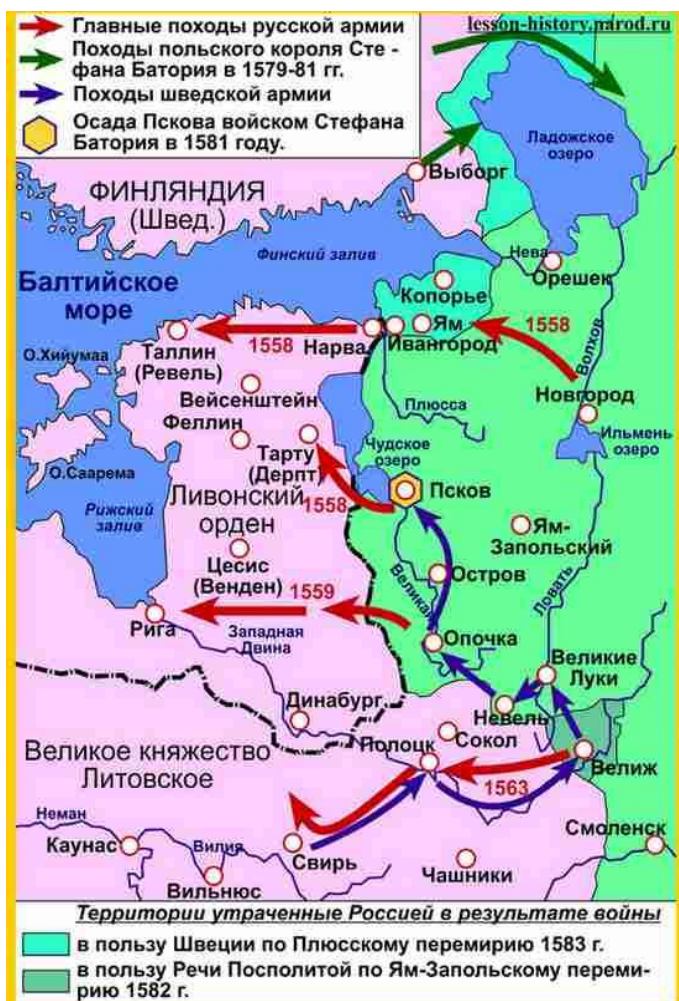 lesson-history.narod.ru
Главные походы русской армии
Походы польского короля Сте -
фана Батория в 1579-81 гг.
Походы шведской армии
Осада Пскова войском Стефана
Батория в 1581 году.
Ладожское
озеро
Выборг
ФИНЛЯНДИЯ
(Швед.)
Финский залив
Нева
Орешек
Балтийское
море
Копорье
Ям
1558
Волхов
Таллин
(Ревель)
1558
Нарва
Ивангород
О.Хийумаа
Вейсенштейн
Плюсса
Новгород
Феллин
Ильмень
озеро
Тарту
(Дерпт)
Чудское
озеро
О.Саарема
1558
Псков
Рижский
залив
Ливонский
орден
Ям-
Запольский
Цесис
(Венден)
Остров
Великая
Ловать
1559
Рига
Западная
Двина
Опочка
Великие
Луки
Динабург
Невель
Сокол
Полоцк
Велиж
Великое княжество
Литовское
1563
Неман
Каунас
Вилия
Свирь
Смоленск
Чашники
Вильнюс
Территории утраченные Россией в результате войны
в пользу Швеции по Плюсскому перемирию 1583 г.
в пользу Речи Посполитой по Ям-Запольскому переми-
рию 1582 г.